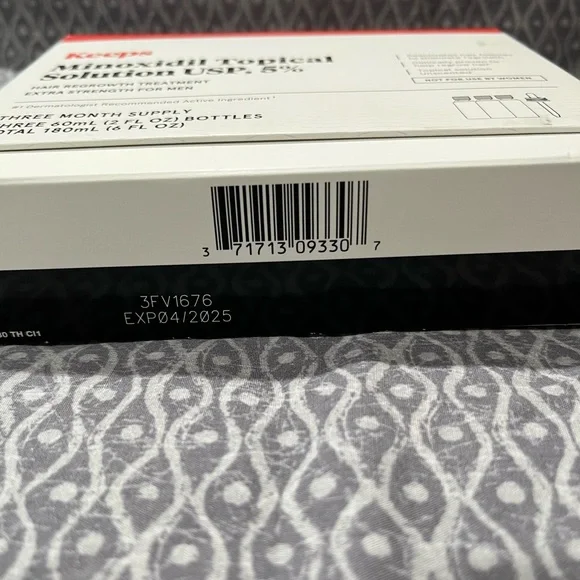 Keeps
Minoxidil Topical
Solution USP, 5%
HAIR REGROWTH TREATMENT
EXTRA STRENGTH FOR MEN
#1 Dermatologist Recommended Active Ingredient†
THREE MONTH SUPPLY
THREE 60mL (2 FL OZ) BOTTLES
TOTAL 180mL (6 FL OZ)
NOT FOR USE BY WOMEN
3 71713 09330 7
3FV1676
EXP04/2025
TH CI1